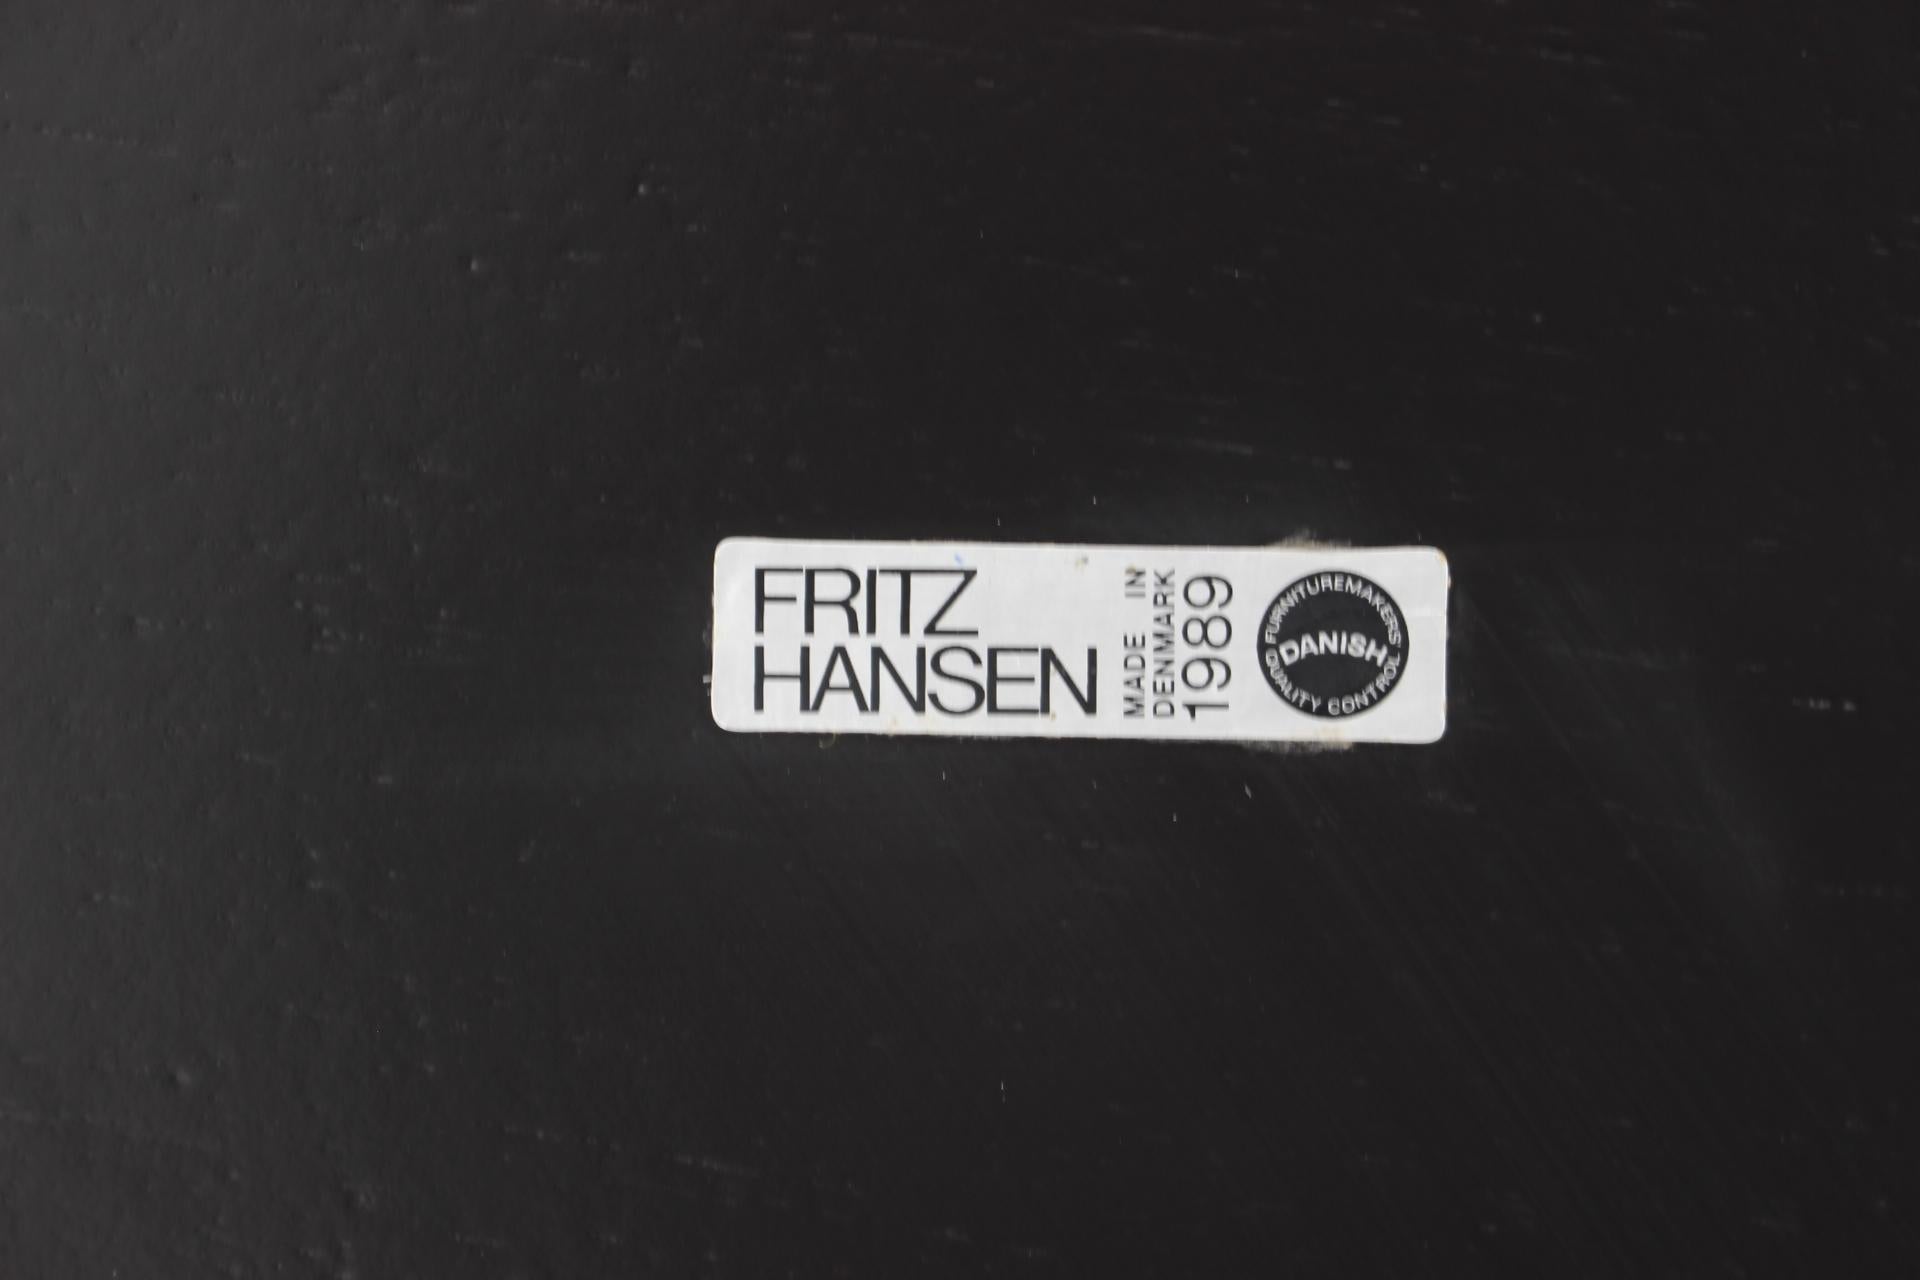 FRITZ
HANSEN
MADE IN
DENMARK
1989
FURNITUREMAKERS
DANISH
QUALITY CONTROL